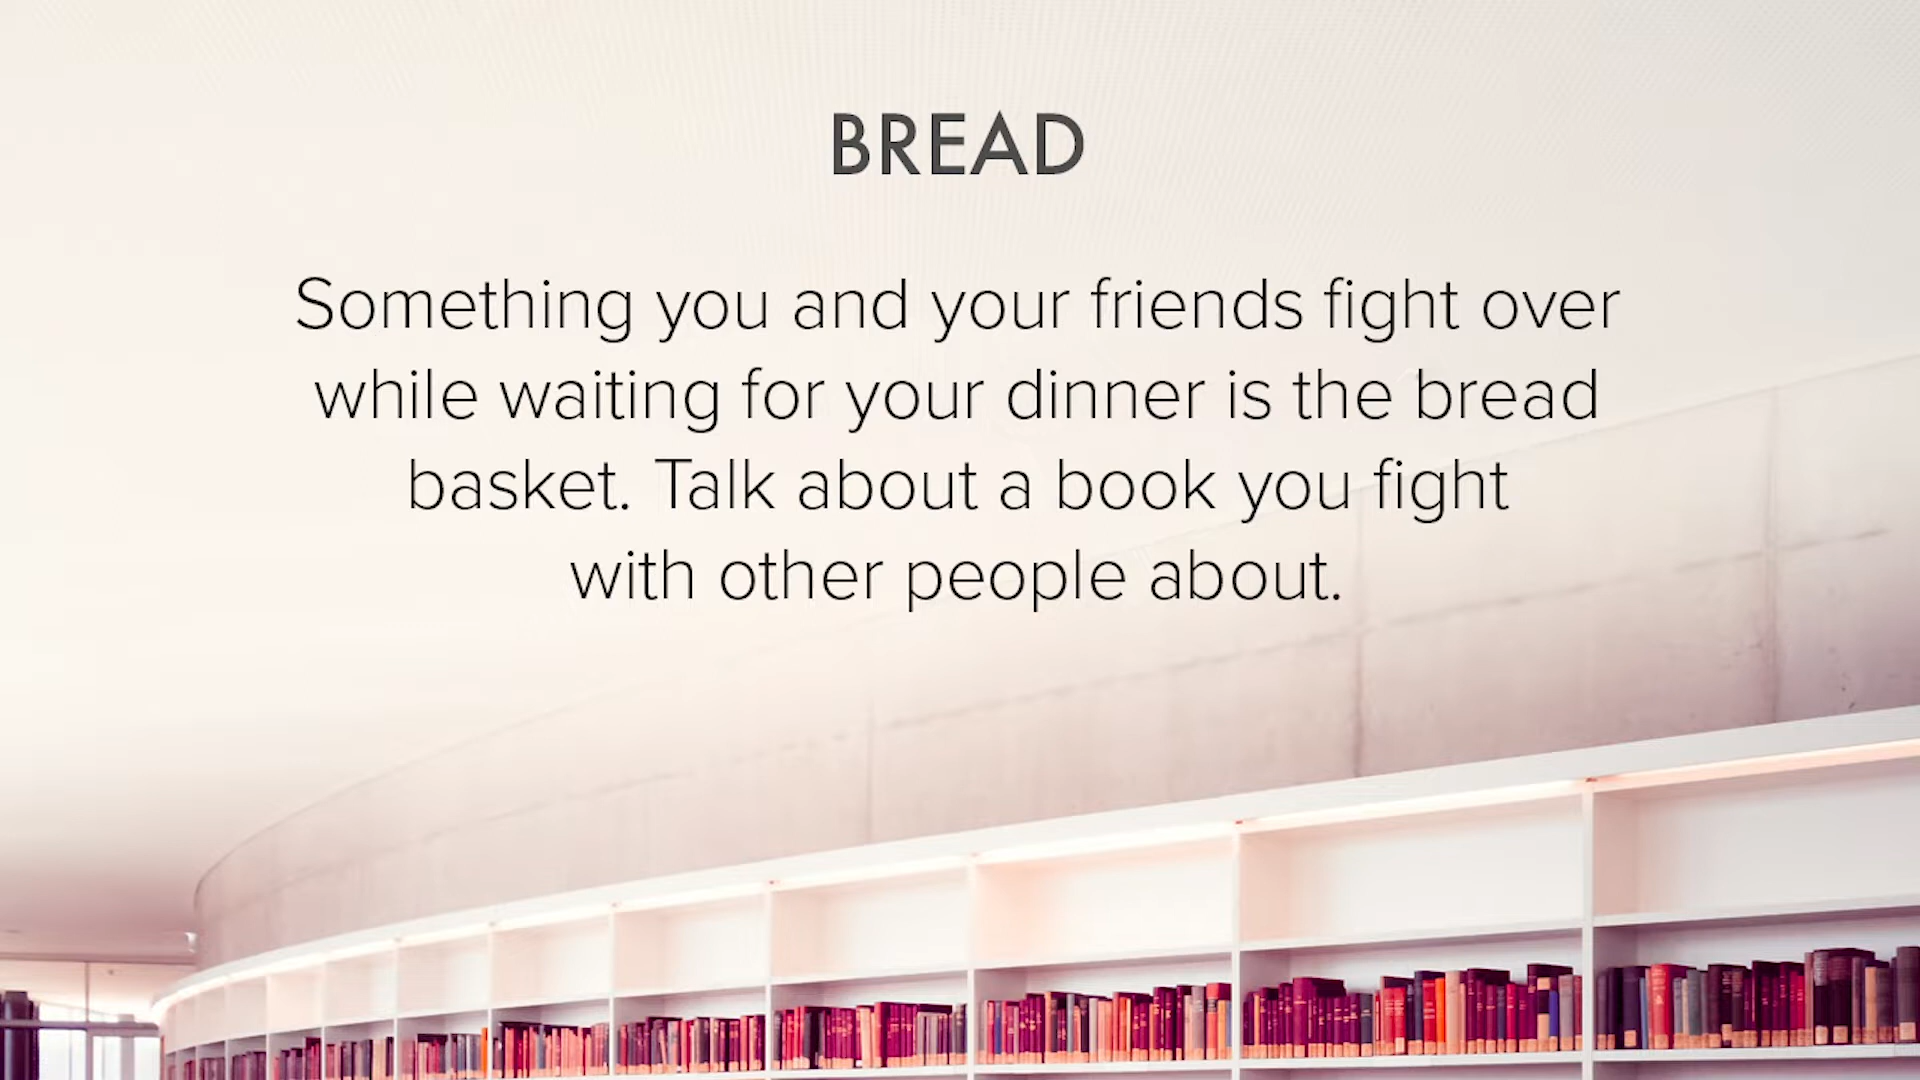 BREAD
Something you and your friends fight over
while waiting for your dinner is the bread
basket. Talk about a book you fight
with other people about.